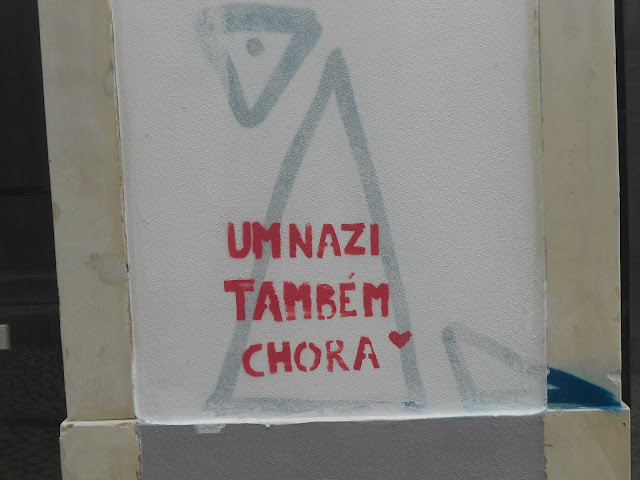 UM NAZI
TAMBÉM
CHORA ♥